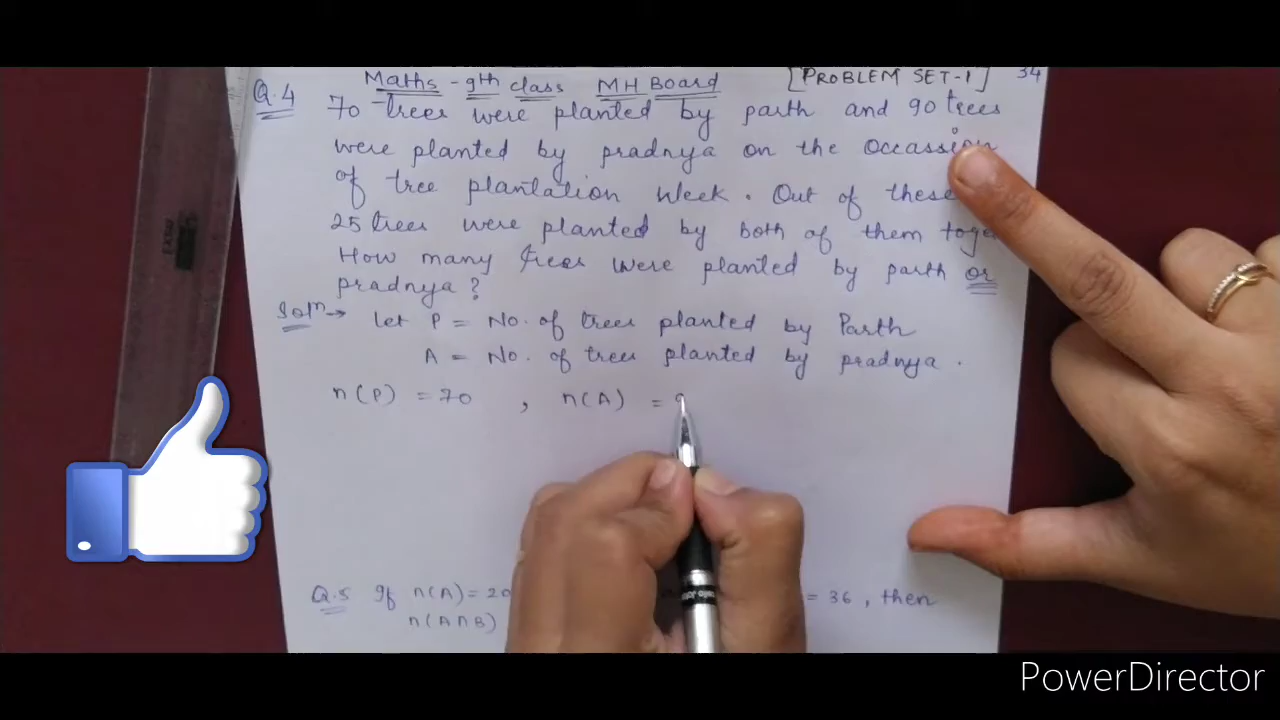 Maths - 9th class MH Board [PROBLEM SET-1] 34
Q.4 70 trees were planted by parth and 90 trees
were planted by pradnya on the occassion
of tree plantation week. Out of these
25 trees were planted by both of them toge
How many trees were planted by parth or
pradnya?
Soln → let P = No. of trees planted by Parth
A = No. of trees planted by pradnya.
n(P) = 70 , n(A) =
Q.5 If n(A) = 20 = 36, then
n(A∩B)
PowerDirector